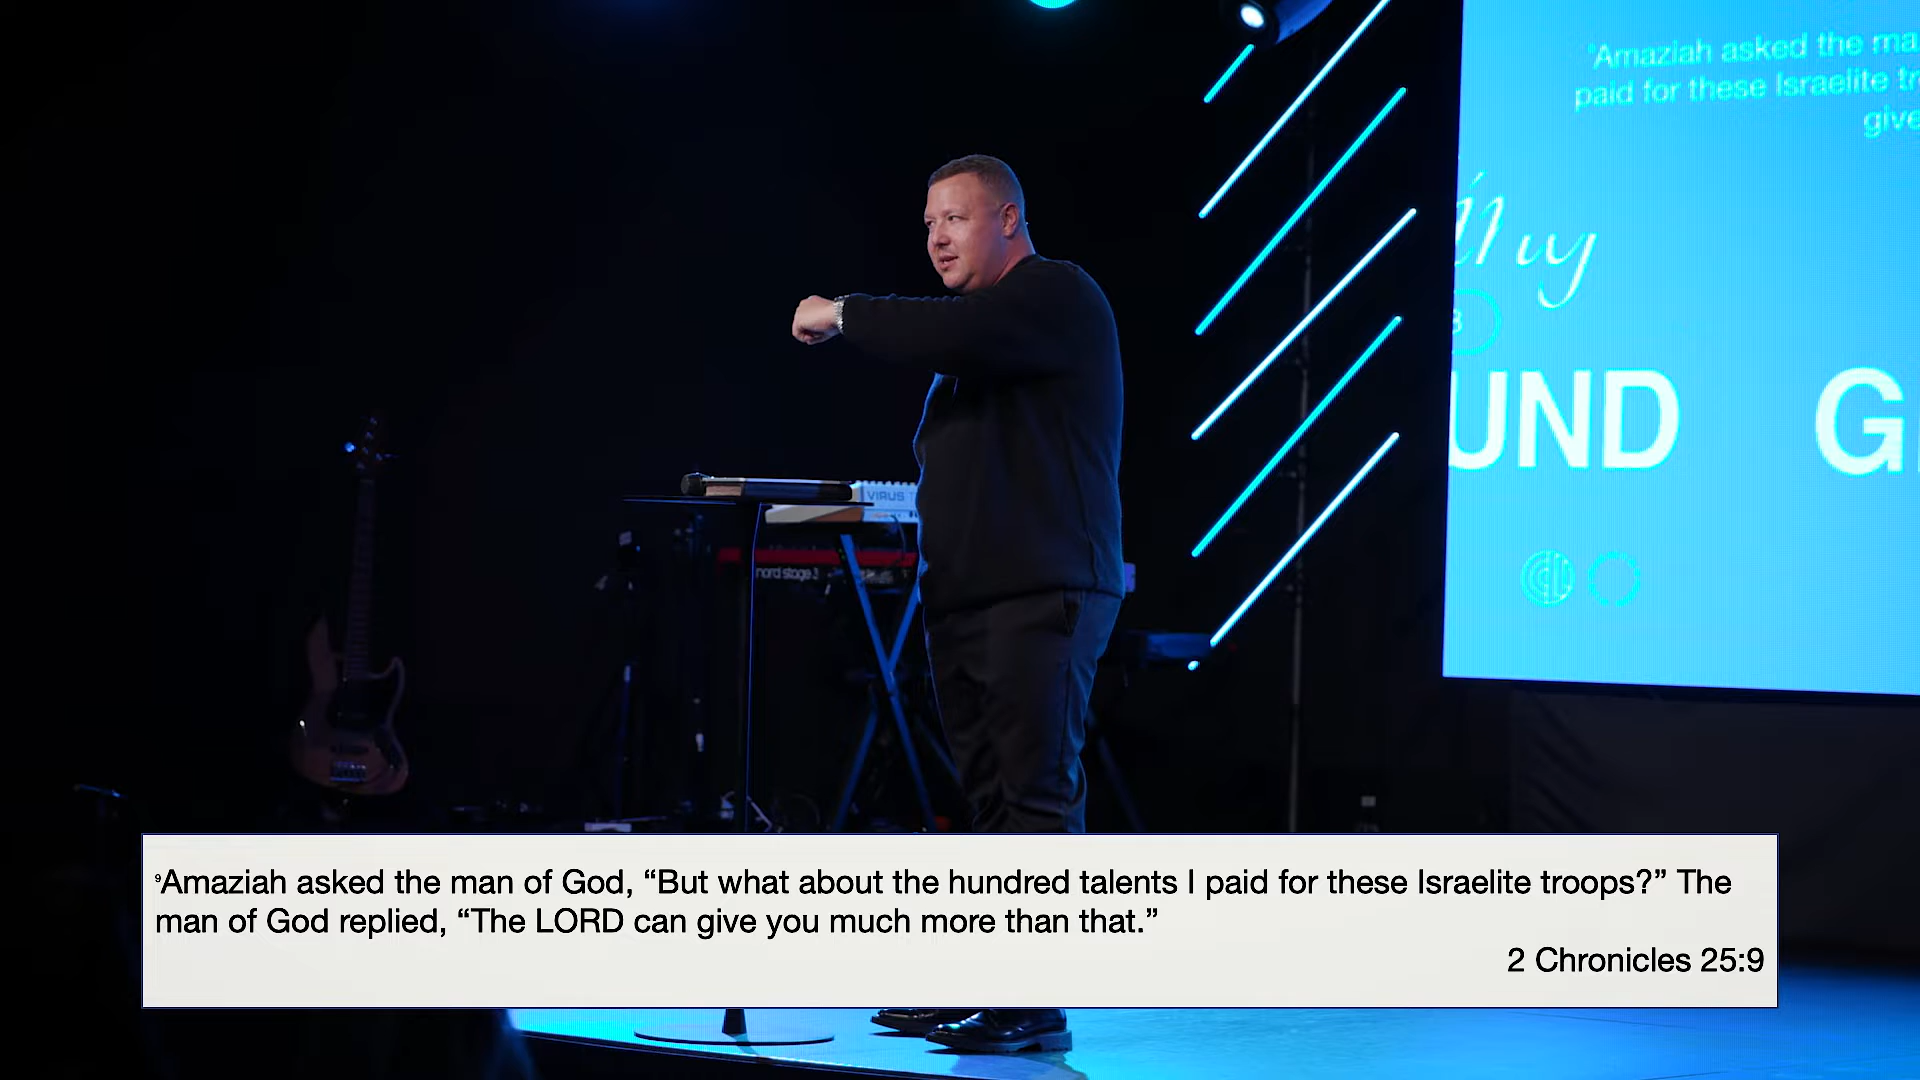 ⁹Amaziah asked the ma
paid for these Israelite tr
give
UND G
VIRUS
nord stage 3
⁹Amaziah asked the man of God, “But what about the hundred talents I paid for these Israelite troops?” The
man of God replied, “The LORD can give you much more than that.”
2 Chronicles 25:9